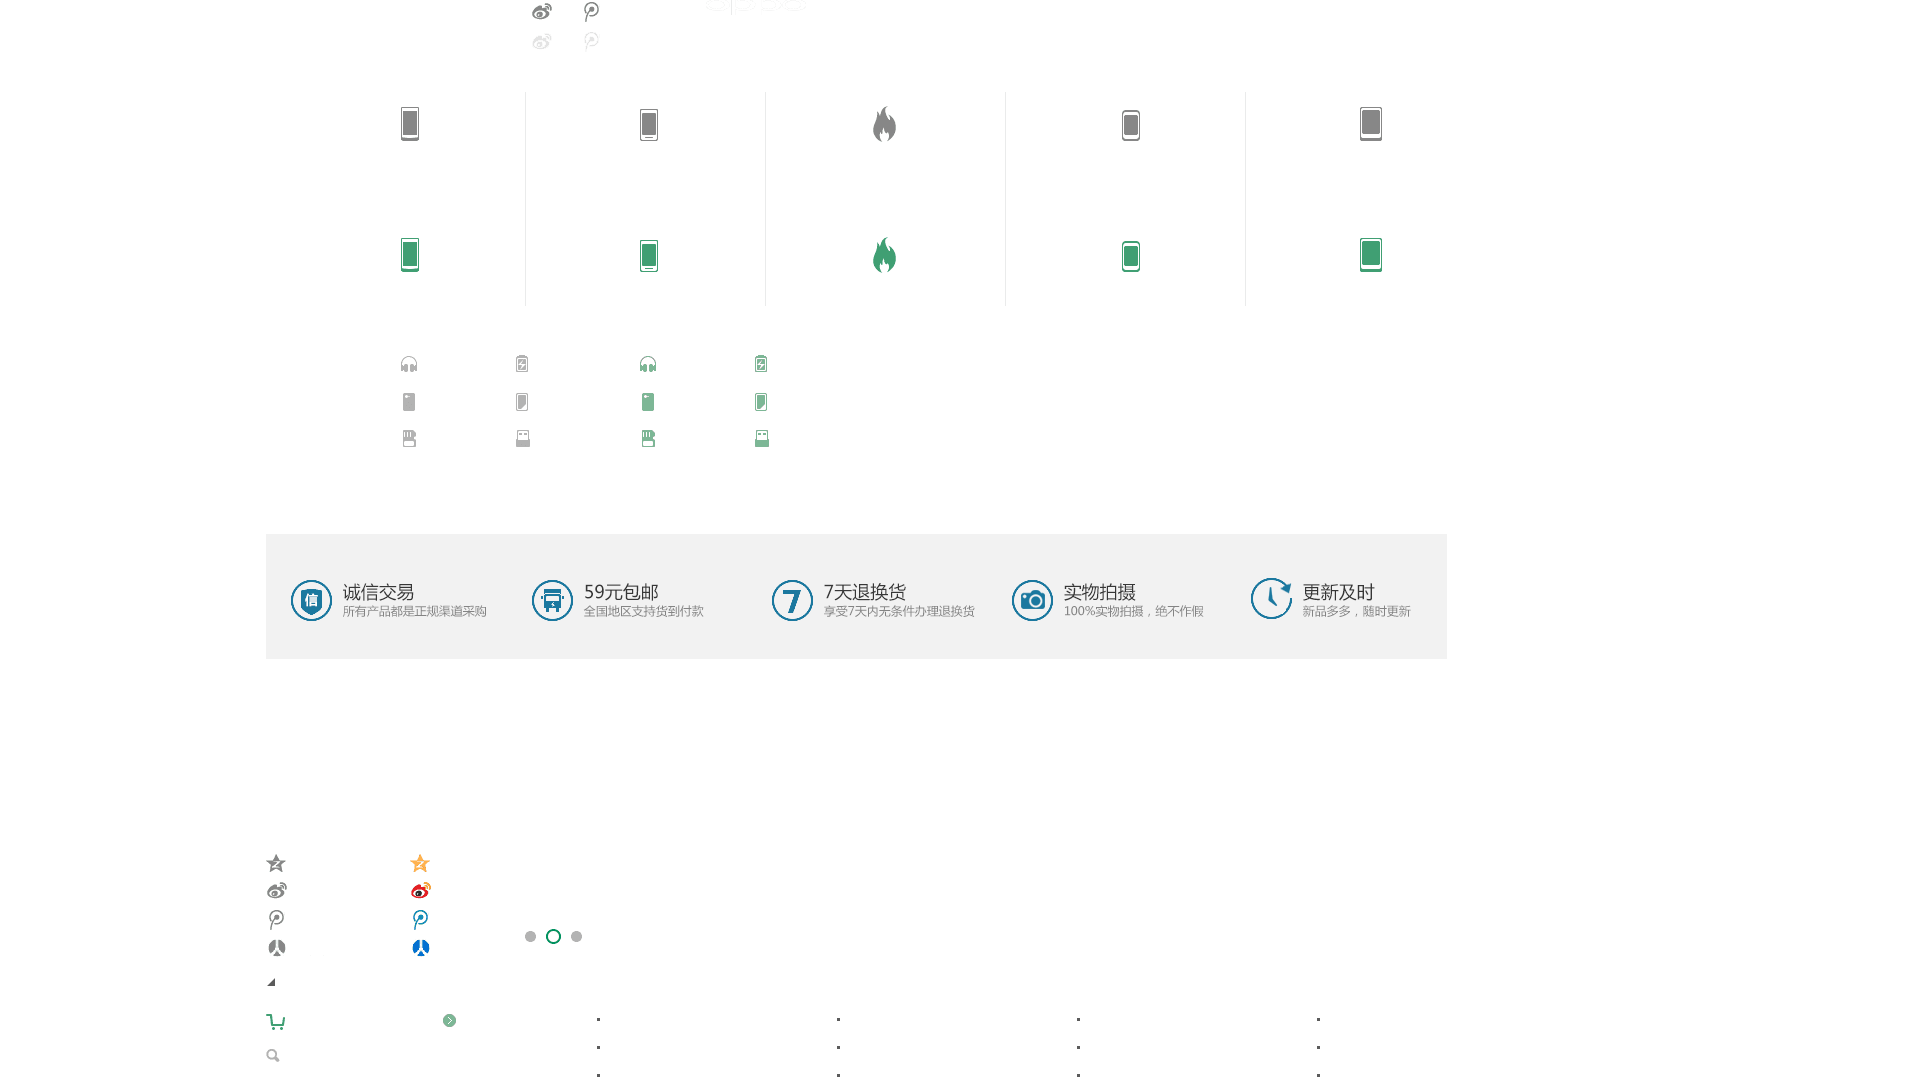 诚信交易
所有产品都是正规渠道采购
59元包邮
全国地区支持货到付款
7
7天退换货
享受7天内无条件办理退换货
实物拍摄
100%实物拍摄，绝不作假
更新及时
新品多多，随时更新
信